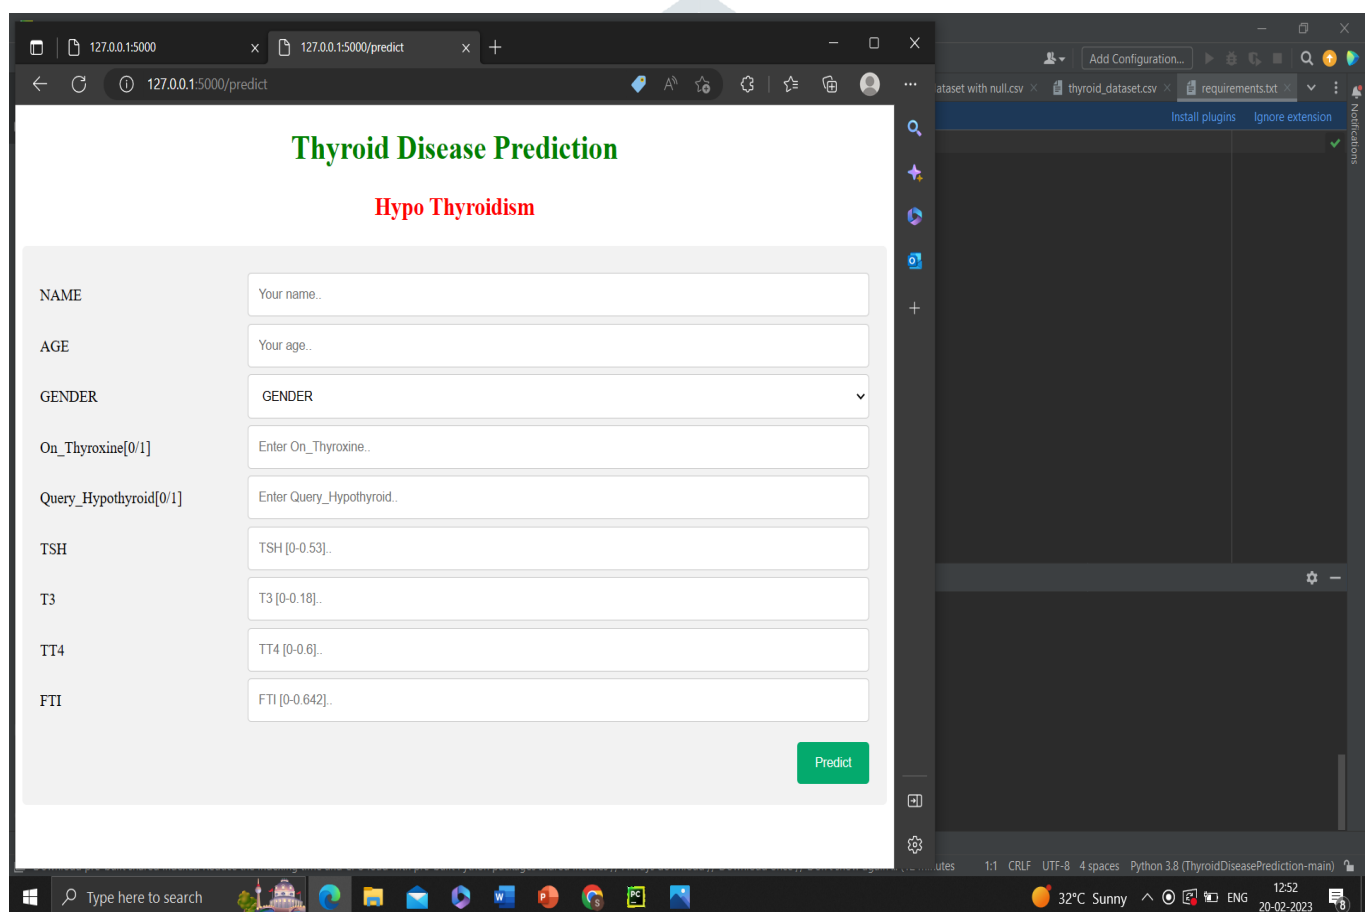 127.0.0.1:5000
127.0.0.1:5000/predict
127.0.0.1:5000/predict
Add Configuration...
ataset with null.csv
thyroid_dataset.csv
requirements.txt
Install plugins Ignore extension
Notifications
Thyroid Disease Prediction
Hypo Thyroidism
NAME Your name..
AGE Your age..
GENDER GENDER
On_Thyroxine[0/1] Enter On_Thyroxine..
Query_Hypothyroid[0/1] Enter Query_Hypothyroid..
TSH TSH [0-0.53]..
T3 T3 [0-0.18]..
TT4 TT4 [0-0.6]..
FTI FTI [0-0.642]..
Predict
1:1 CRLF UTF-8 4 spaces Python 3.8 (ThyroidDiseasePrediction-main)
Type here to search
32°C Sunny
ENG
12:52
20-02-2023
8